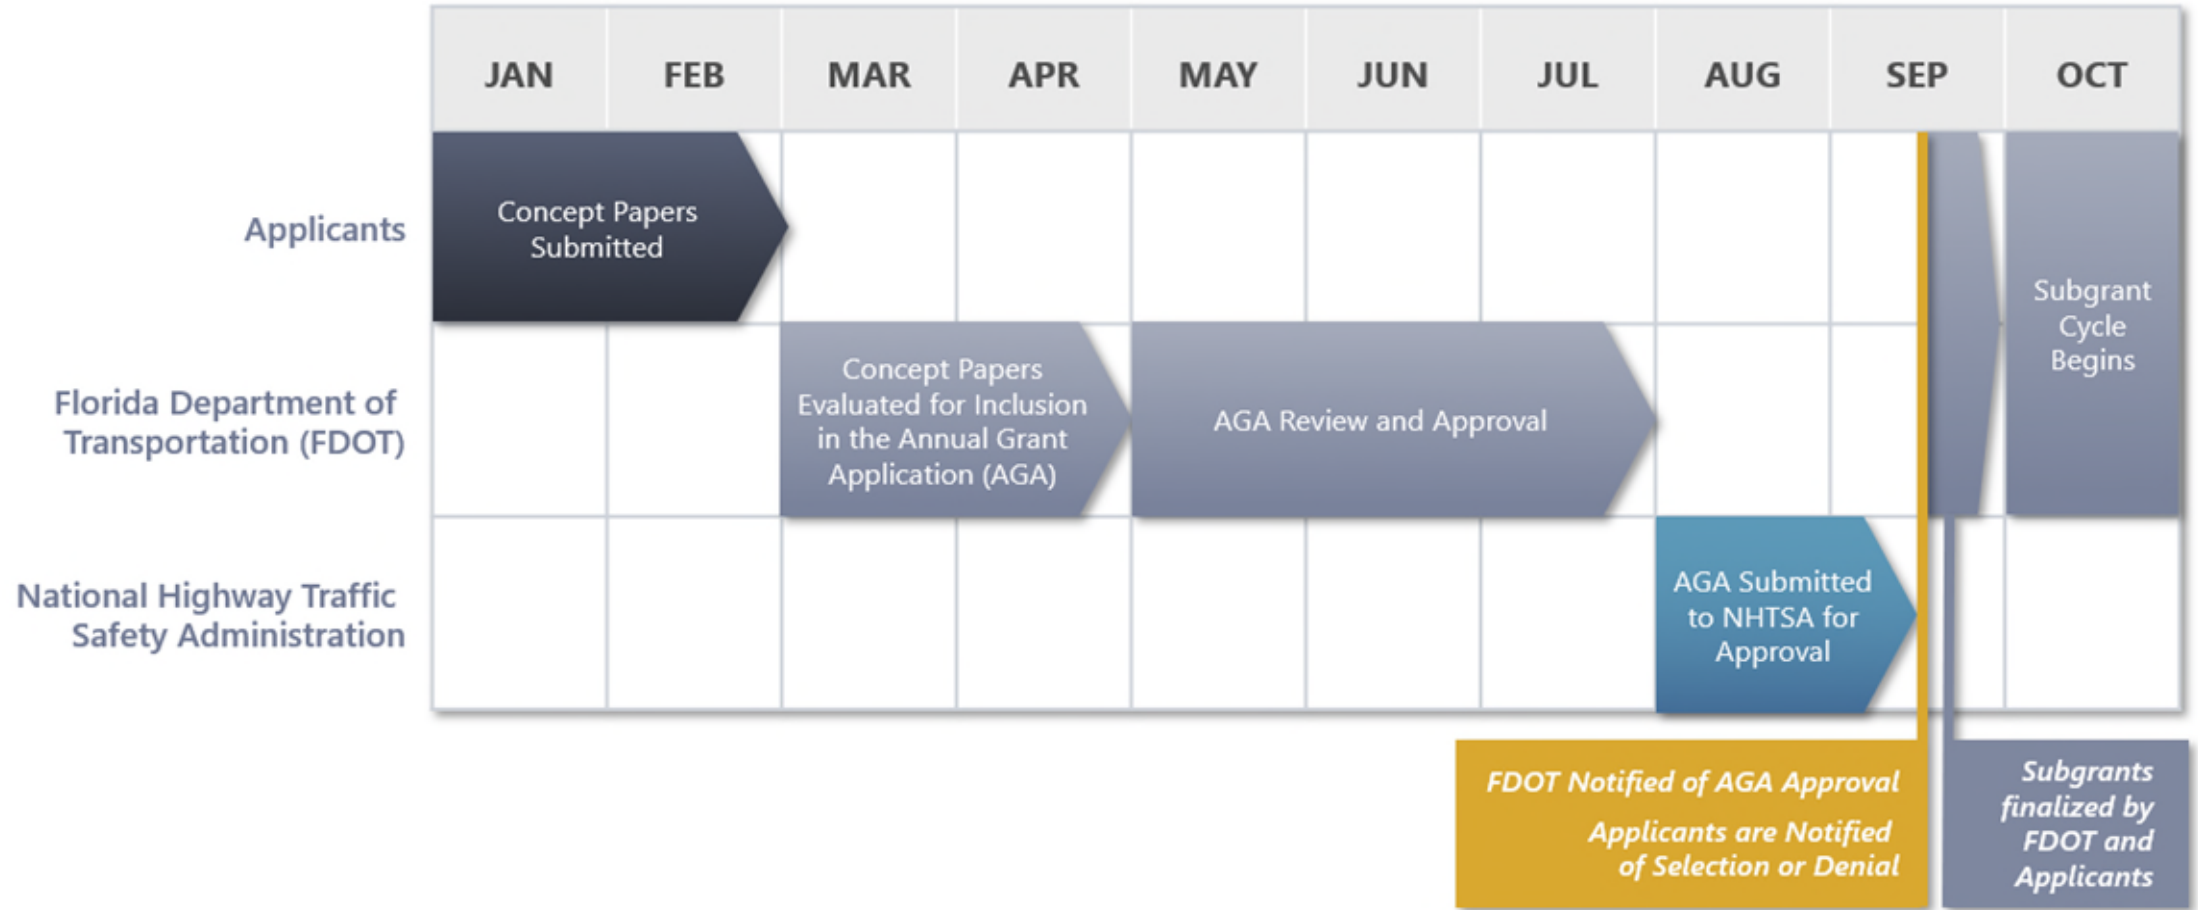 JAN FEB MAR APR MAY JUN JUL AUG SEP OCT
Applicants
Concept Papers
Submitted
Subgrant
Cycle
Begins
Florida Department of
Transportation (FDOT)
Concept Papers
Evaluated for Inclusion
in the Annual Grant
Application (AGA)
AGA Review and Approval
National Highway Traffic
Safety Administration
AGA Submitted
to NHTSA for
Approval
FDOT Notified of AGA Approval
Applicants are Notified
of Selection or Denial
Subgrants
finalized by
FDOT and
Applicants